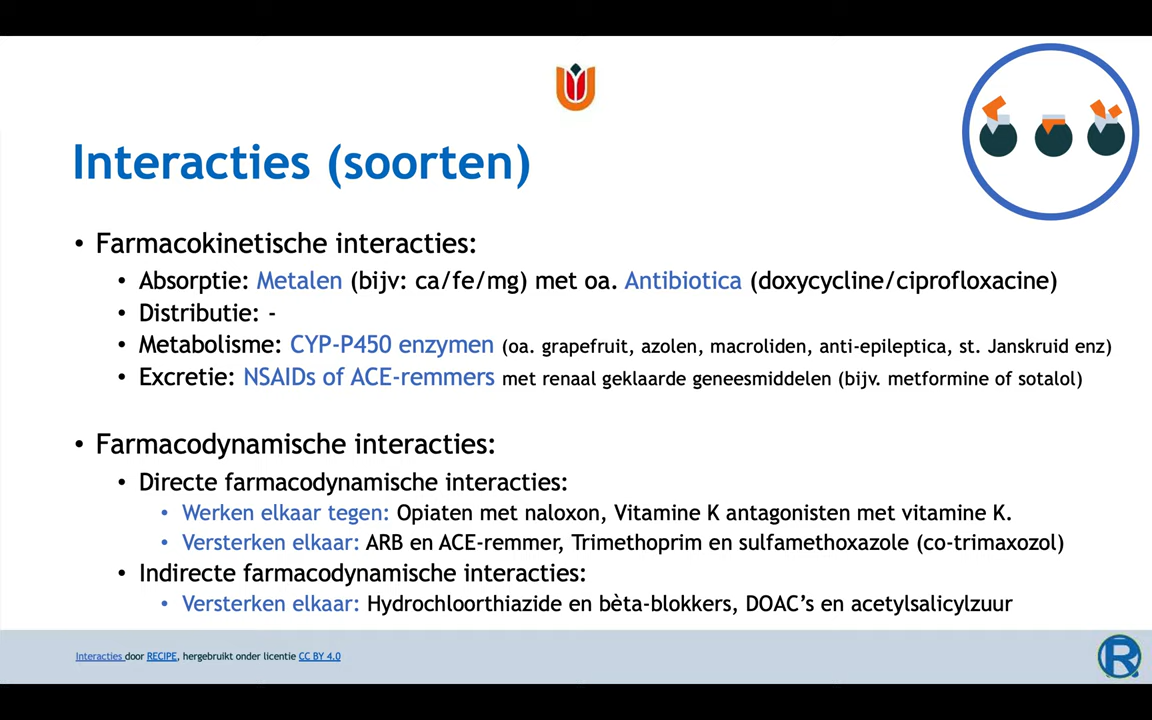 Interacties (soorten)
• Farmacokinetische interacties:
• Absorptie: Metalen (bijv: ca/fe/mg) met oa. Antibiotica (doxycycline/ciprofloxacine)
• Distributie: -
• Metabolisme: CYP-P450 enzymen (oa. grapefruit, azolen, macroliden, anti-epileptica, st. Janskruid enz)
• Excretie: NSAIDs of ACE-remmers met renaal geklaarde geneesmiddelen (bijv. metformine of sotalol)
• Farmacodynamische interacties:
• Directe farmacodynamische interacties:
• Werken elkaar tegen: Opiaten met naloxon, Vitamine K antagonisten met vitamine K.
• Versterken elkaar: ARB en ACE-remmer, Trimethoprim en sulfamethoxazole (co-trimaxozol)
• Indirecte farmacodynamische interacties:
• Versterken elkaar: Hydrochloorthiazide en bèta-blokkers, DOAC’s en acetylsalicylzuur
Interacties door RECIPE, hergebruikt onder licentie CC BY 4.0
R